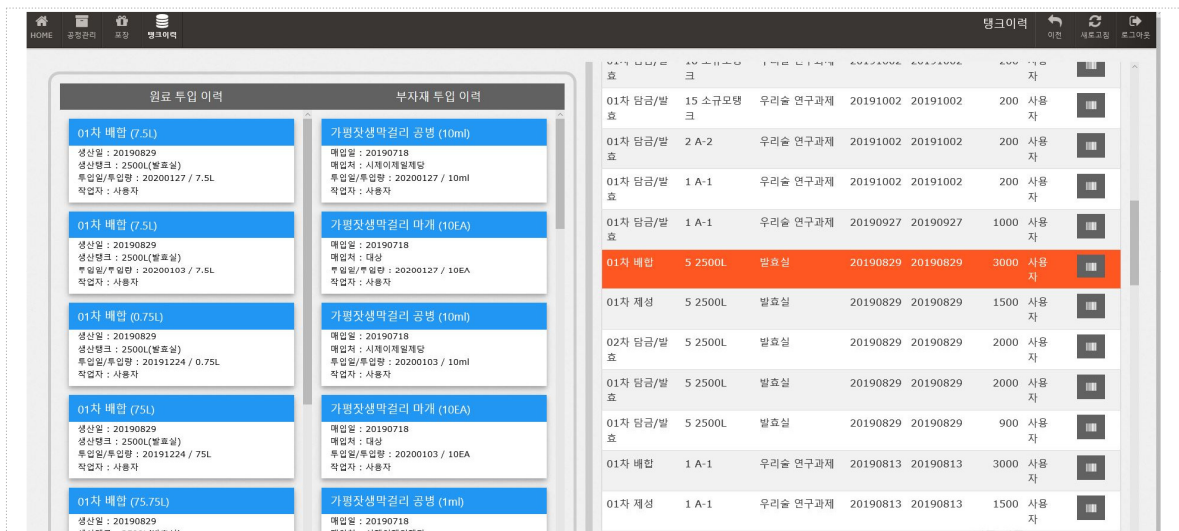 HOME 공정관리 포장 탱크이력
탱크이력 이전 새로고침 로그아웃
원료 투입 이력
01차 배합 (7.5L)
생산일 : 20190829
생산탱크 : 2500L(발효실)
투입일/투입량 : 20200127 / 7.5L
작업자 : 사용자
01차 배합 (7.5L)
생산일 : 20190829
생산탱크 : 2500L(발효실)
투입일/투입량 : 20200103 / 7.5L
작업자 : 사용자
01차 배합 (0.75L)
생산일 : 20190829
생산탱크 : 2500L(발효실)
투입일/투입량 : 20191224 / 0.75L
작업자 : 사용자
01차 배합 (75L)
생산일 : 20190829
생산탱크 : 2500L(발효실)
투입일/투입량 : 20191224 / 75L
작업자 : 사용자
01차 배합 (75.75L)
생산일 : 20190829
부자재 투입 이력
가평잣생막걸리 공병 (10ml)
매입일 : 20190718
매입처 : 시제이제일제당
투입일/투입량 : 20200127 / 10ml
작업자 : 사용자
가평잣생막걸리 마개 (10EA)
매입일 : 20190718
매입처 : 대상
투입일/투입량 : 20200127 / 10EA
작업자 : 사용자
가평잣생막걸리 공병 (10ml)
매입일 : 20190718
매입처 : 시제이제일제당
투입일/투입량 : 20200103 / 10ml
작업자 : 사용자
가평잣생막걸리 마개 (10EA)
매입일 : 20190718
매입처 : 대상
투입일/투입량 : 20200103 / 10EA
작업자 : 사용자
가평잣생막걸리 공병 (1ml)
매입일 : 20190718
효 크 자
01차 담금/발 15 소규모탱 우리술 연구과제 20191002 20191002 200 사용
효 크 자
01차 담금/발 2 A-2 우리술 연구과제 20191002 20191002 200 사용
효 자
01차 담금/발 1 A-1 우리술 연구과제 20191002 20191002 200 사용
효 자
01차 담금/발 1 A-1 우리술 연구과제 20190927 20190927 1000 사용
효 자
01차 배합 5 2500L 발효실 20190829 20190829 3000 사용
자
01차 제성 5 2500L 발효실 20190829 20190829 1500 사용
자
02차 담금/발 5 2500L 발효실 20190829 20190829 2000 사용
효 자
01차 담금/발 5 2500L 발효실 20190829 20190829 2000 사용
효 자
01차 담금/발 5 2500L 발효실 20190829 20190829 900 사용
효 자
01차 배합 1 A-1 우리술 연구과제 20190813 20190813 3000 사용
자
01차 제성 1 A-1 우리술 연구과제 20190813 20190813 1500 사용
자